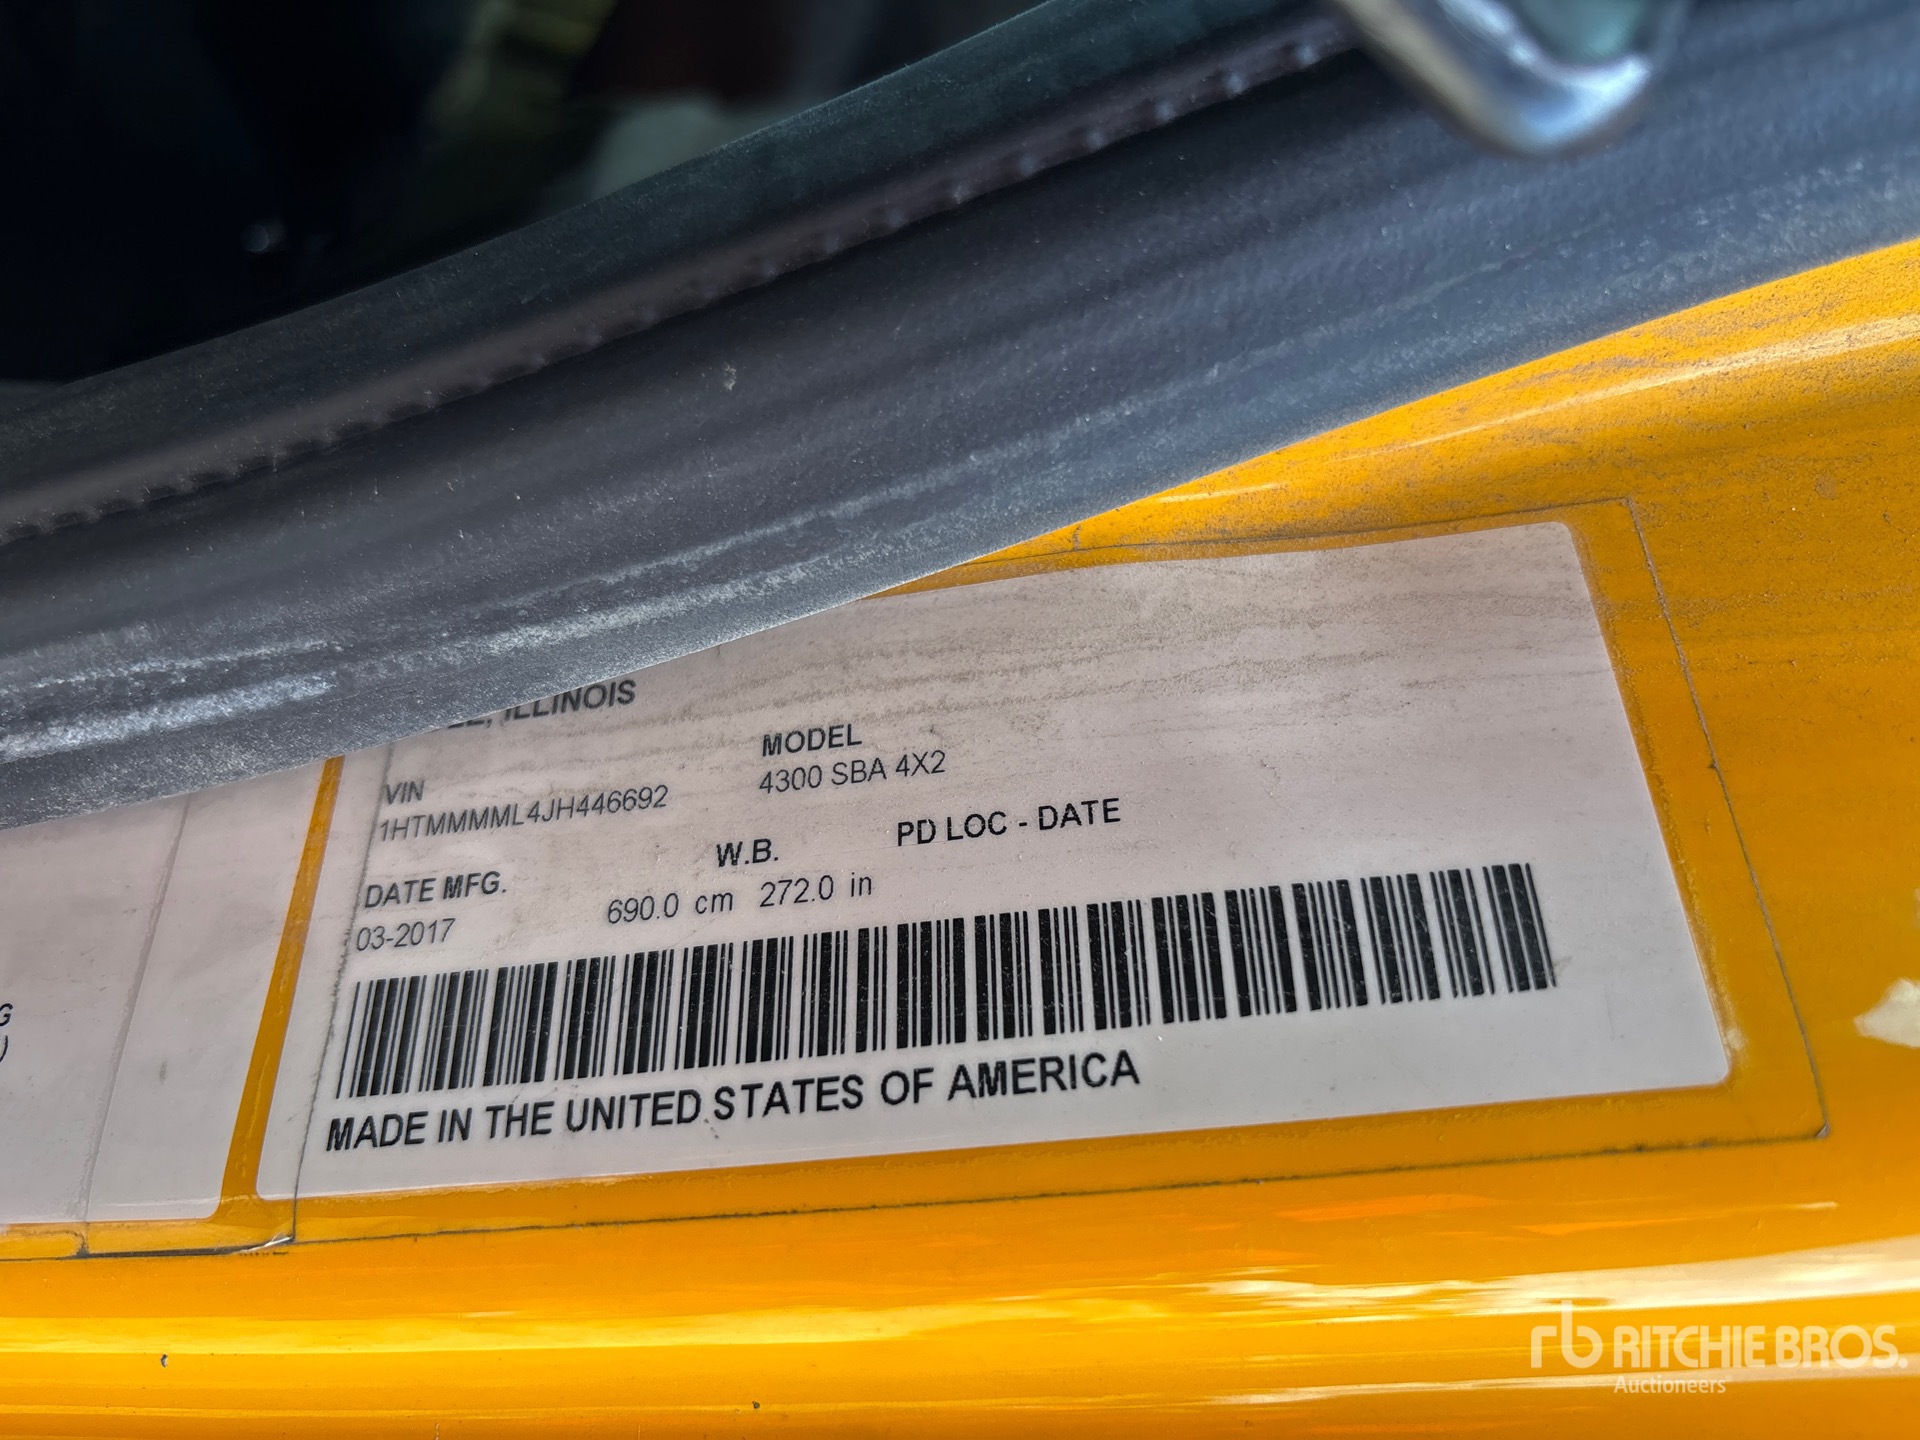 ILLINOIS
MODEL
4300 SBA 4X2
VIN
1HTMMMML4JH446692
W.B.
PD LOC - DATE
DATE MFG.
690.0 cm 272.0 in
03-2017
G
)
MADE IN THE UNITED STATES OF AMERICA
rb RITCHIE BROS.
Auctioneers